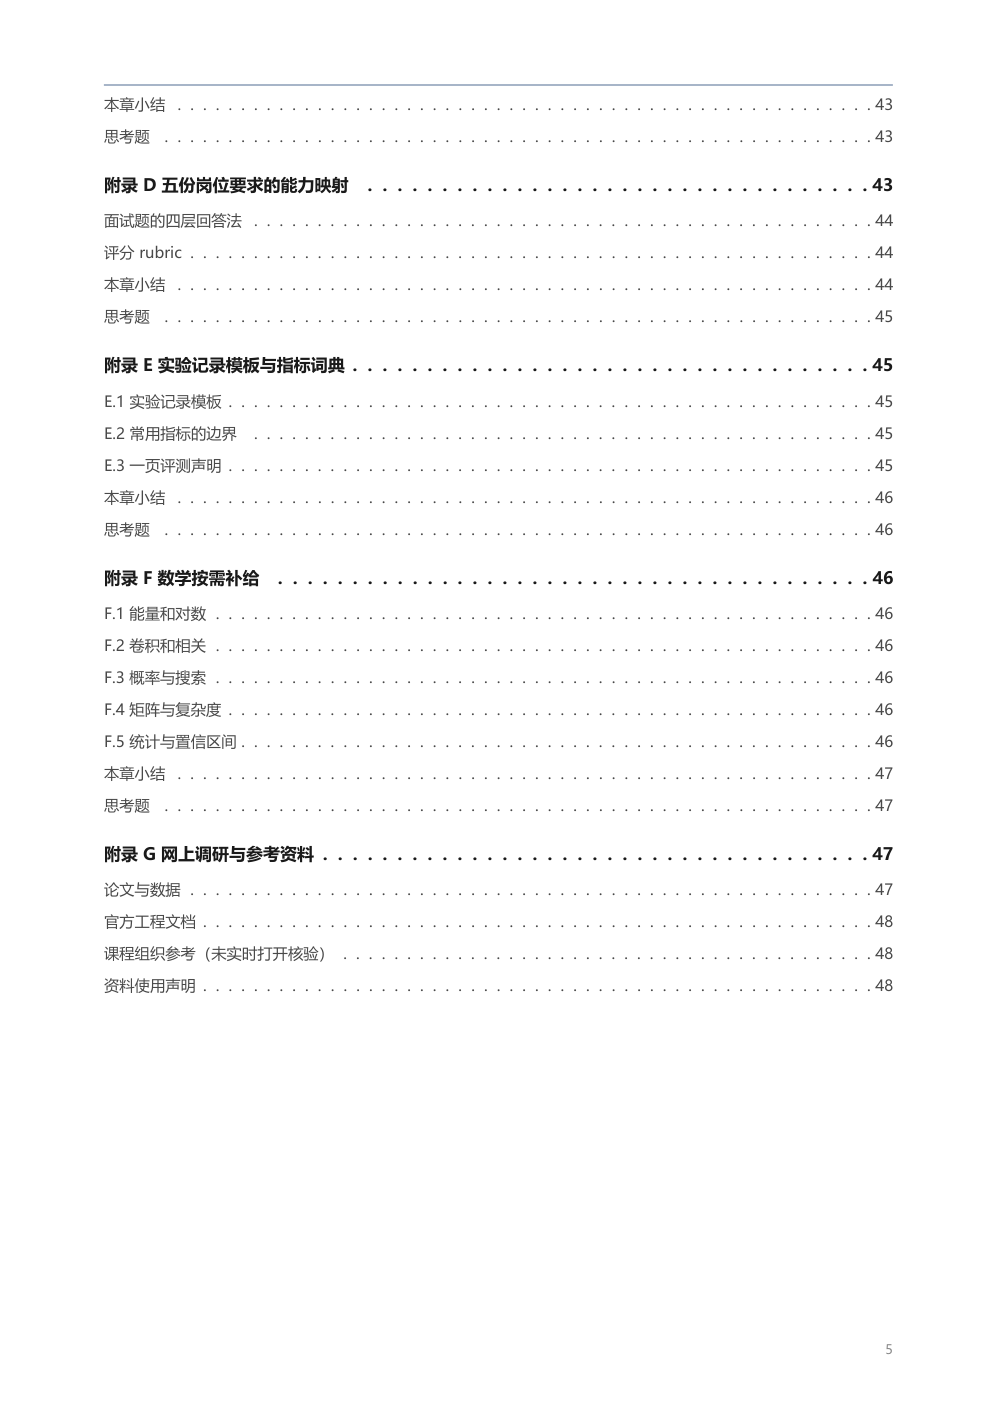 本章小结 . . . . . . . . . . . . . . . . . . . . . . . . . . . . . . . . . . . . . . . . . . . . . . . . . . . . . . . 43
思考题 . . . . . . . . . . . . . . . . . . . . . . . . . . . . . . . . . . . . . . . . . . . . . . . . . . . . . . . . 43
附录 D 五份岗位要求的能力映射 . . . . . . . . . . . . . . . . . . . . . . . . . . . . . . . . . . 43
面试题的四层回答法 . . . . . . . . . . . . . . . . . . . . . . . . . . . . . . . . . . . . . . . . . . . . . . . . . 44
评分 rubric . . . . . . . . . . . . . . . . . . . . . . . . . . . . . . . . . . . . . . . . . . . . . . . . . . . . . . 44
本章小结 . . . . . . . . . . . . . . . . . . . . . . . . . . . . . . . . . . . . . . . . . . . . . . . . . . . . . . . 44
思考题 . . . . . . . . . . . . . . . . . . . . . . . . . . . . . . . . . . . . . . . . . . . . . . . . . . . . . . . . 45
附录 E 实验记录模板与指标词典 . . . . . . . . . . . . . . . . . . . . . . . . . . . . . . . . . . . 45
E.1 实验记录模板 . . . . . . . . . . . . . . . . . . . . . . . . . . . . . . . . . . . . . . . . . . . . . . . . . . . 45
E.2 常用指标的边界 . . . . . . . . . . . . . . . . . . . . . . . . . . . . . . . . . . . . . . . . . . . . . . . . . 45
E.3 一页评测声明 . . . . . . . . . . . . . . . . . . . . . . . . . . . . . . . . . . . . . . . . . . . . . . . . . . . 45
本章小结 . . . . . . . . . . . . . . . . . . . . . . . . . . . . . . . . . . . . . . . . . . . . . . . . . . . . . . . 46
思考题 . . . . . . . . . . . . . . . . . . . . . . . . . . . . . . . . . . . . . . . . . . . . . . . . . . . . . . . . 46
附录 F 数学按需补给 . . . . . . . . . . . . . . . . . . . . . . . . . . . . . . . . . . . . . . . . 46
F.1 能量和对数 . . . . . . . . . . . . . . . . . . . . . . . . . . . . . . . . . . . . . . . . . . . . . . . . . . . . 46
F.2 卷积和相关 . . . . . . . . . . . . . . . . . . . . . . . . . . . . . . . . . . . . . . . . . . . . . . . . . . . . 46
F.3 概率与搜索 . . . . . . . . . . . . . . . . . . . . . . . . . . . . . . . . . . . . . . . . . . . . . . . . . . . . 46
F.4 矩阵与复杂度 . . . . . . . . . . . . . . . . . . . . . . . . . . . . . . . . . . . . . . . . . . . . . . . . . . . 46
F.5 统计与置信区间 . . . . . . . . . . . . . . . . . . . . . . . . . . . . . . . . . . . . . . . . . . . . . . . . . . 46
本章小结 . . . . . . . . . . . . . . . . . . . . . . . . . . . . . . . . . . . . . . . . . . . . . . . . . . . . . . . 47
思考题 . . . . . . . . . . . . . . . . . . . . . . . . . . . . . . . . . . . . . . . . . . . . . . . . . . . . . . . . 47
附录 G 网上调研与参考资料 . . . . . . . . . . . . . . . . . . . . . . . . . . . . . . . . . . . . . 47
论文与数据 . . . . . . . . . . . . . . . . . . . . . . . . . . . . . . . . . . . . . . . . . . . . . . . . . . . . . . 47
官方工程文档 . . . . . . . . . . . . . . . . . . . . . . . . . . . . . . . . . . . . . . . . . . . . . . . . . . . . . 48
课程组织参考（未实时打开核验） . . . . . . . . . . . . . . . . . . . . . . . . . . . . . . . . . . . . . . . . . . 48
资料使用声明 . . . . . . . . . . . . . . . . . . . . . . . . . . . . . . . . . . . . . . . . . . . . . . . . . . . . . 48
5